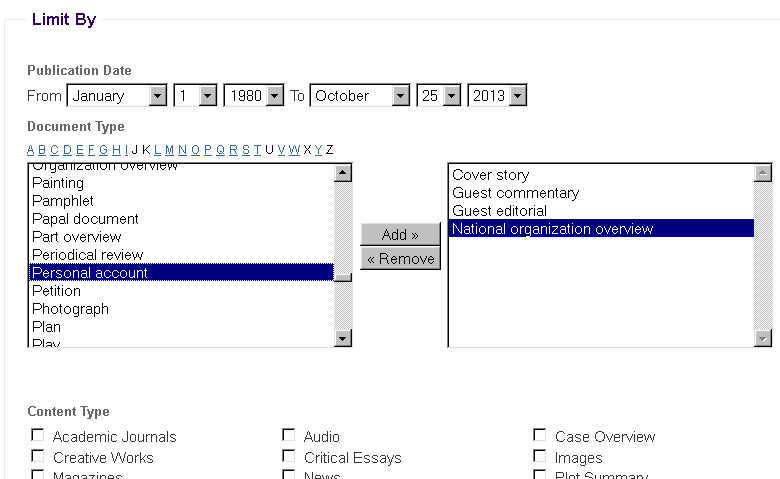 Limit By
Publication Date
From January 1 1980 To October 25 2013
Document Type
A B C D E F G H I J K L M N O P Q R S T U V W X Y Z
Organization overview
Painting
Pamphlet
Papal document
Part overview
Periodical review
Personal account
Petition
Photograph
Plan
Play
Add »
« Remove
Cover story
Guest commentary
Guest editorial
National organization overview
Content Type
Academic Journals Audio Case Overview
Creative Works Critical Essays Images
Magazines News Plot Summary